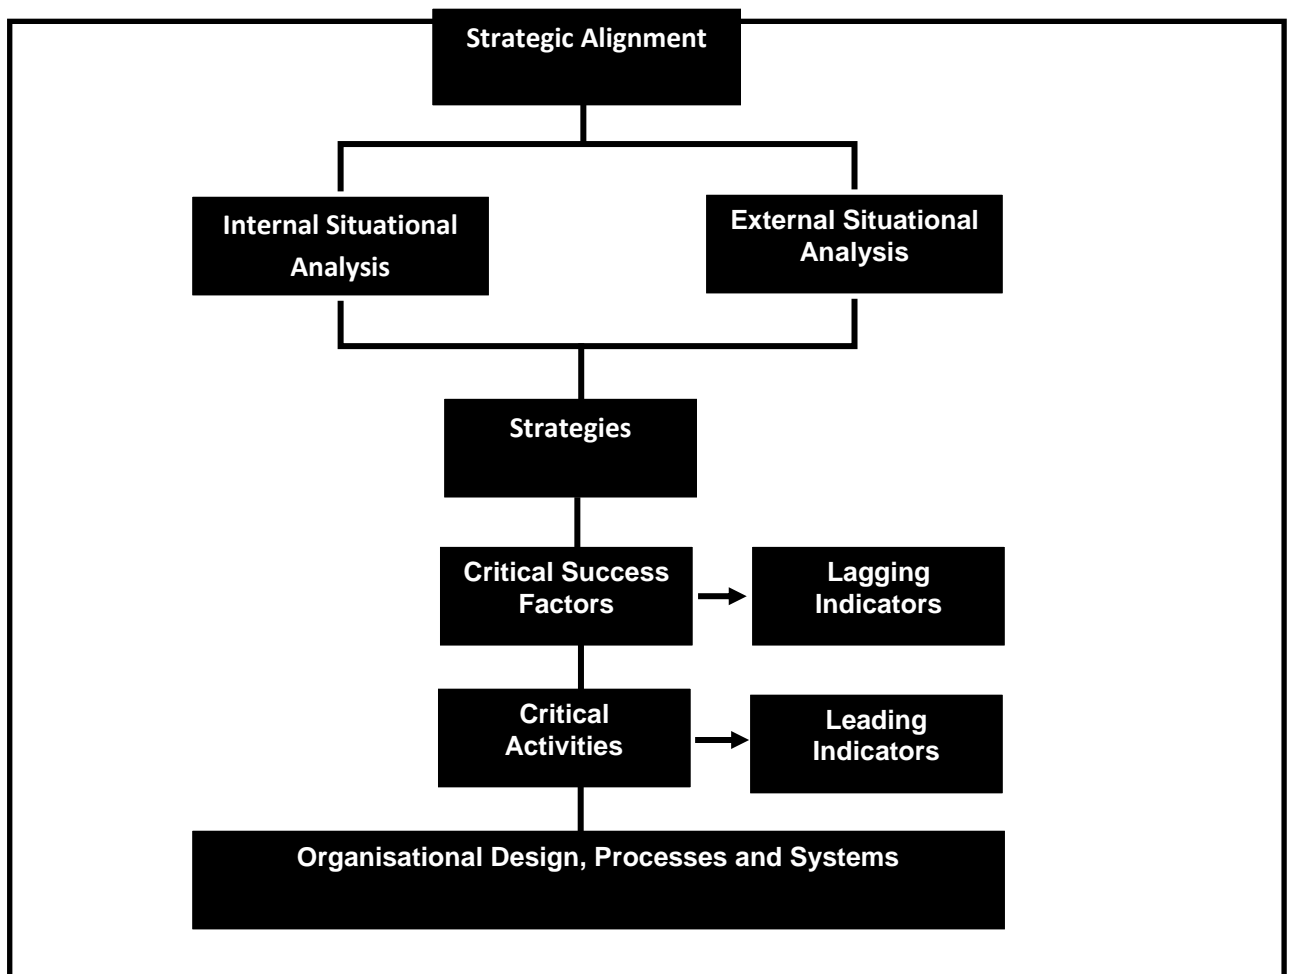 Strategic Alignment
Internal Situational
Analysis
External Situational
Analysis
Strategies
Critical Success
Factors
Lagging
Indicators
Critical
Activities
Leading
Indicators
Organisational Design, Processes and Systems